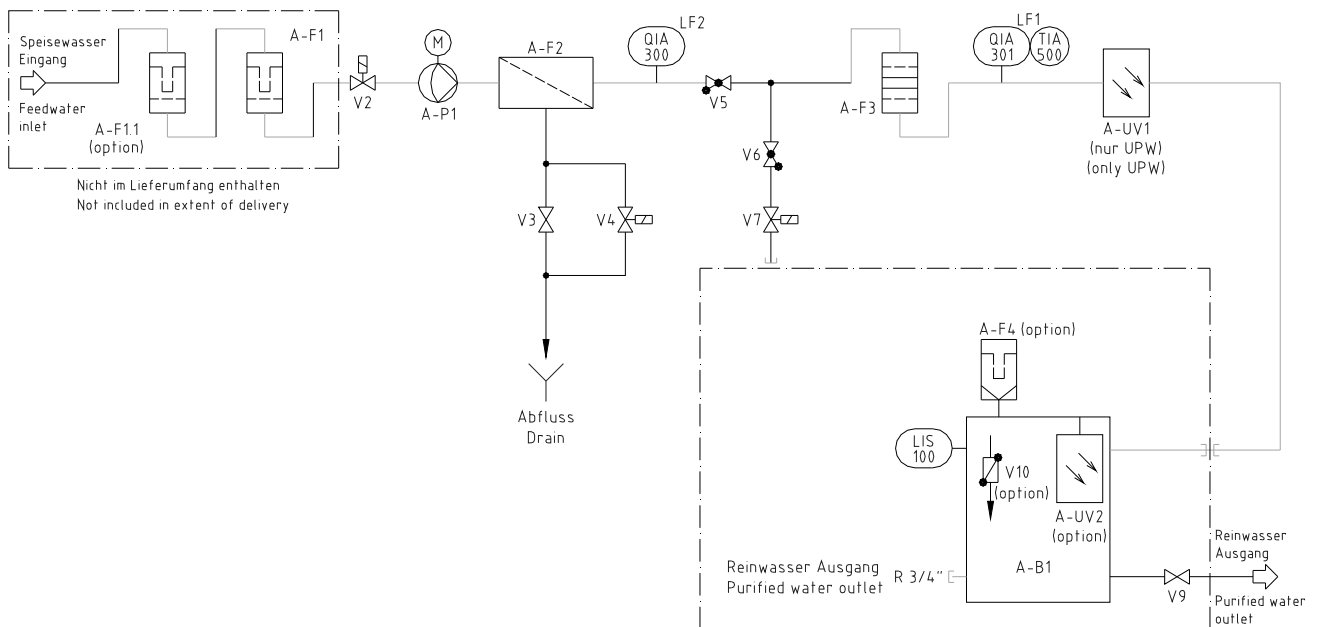 Speisewasser
Eingang
Feedwater
inlet
A-F1.1
(option)
A-F1
Nicht im Lieferumfang enthalten
Not included in extent of delivery
V2
M
A-P1
A-F2
V3
V4
Abfluss
Drain
QIA
300
LF2
V5
V6
V7
A-F3
LF1
QIA
301
TIA
500
A-UV1
(nur UPW)
(only UPW)
A-F4 (option)
LIS
100
V10
(option)
A-UV2
(option)
A-B1
Reinwasser Ausgang
Purified water outlet
R 3/4"
V9
Reinwasser
Ausgang
Purified water
outlet